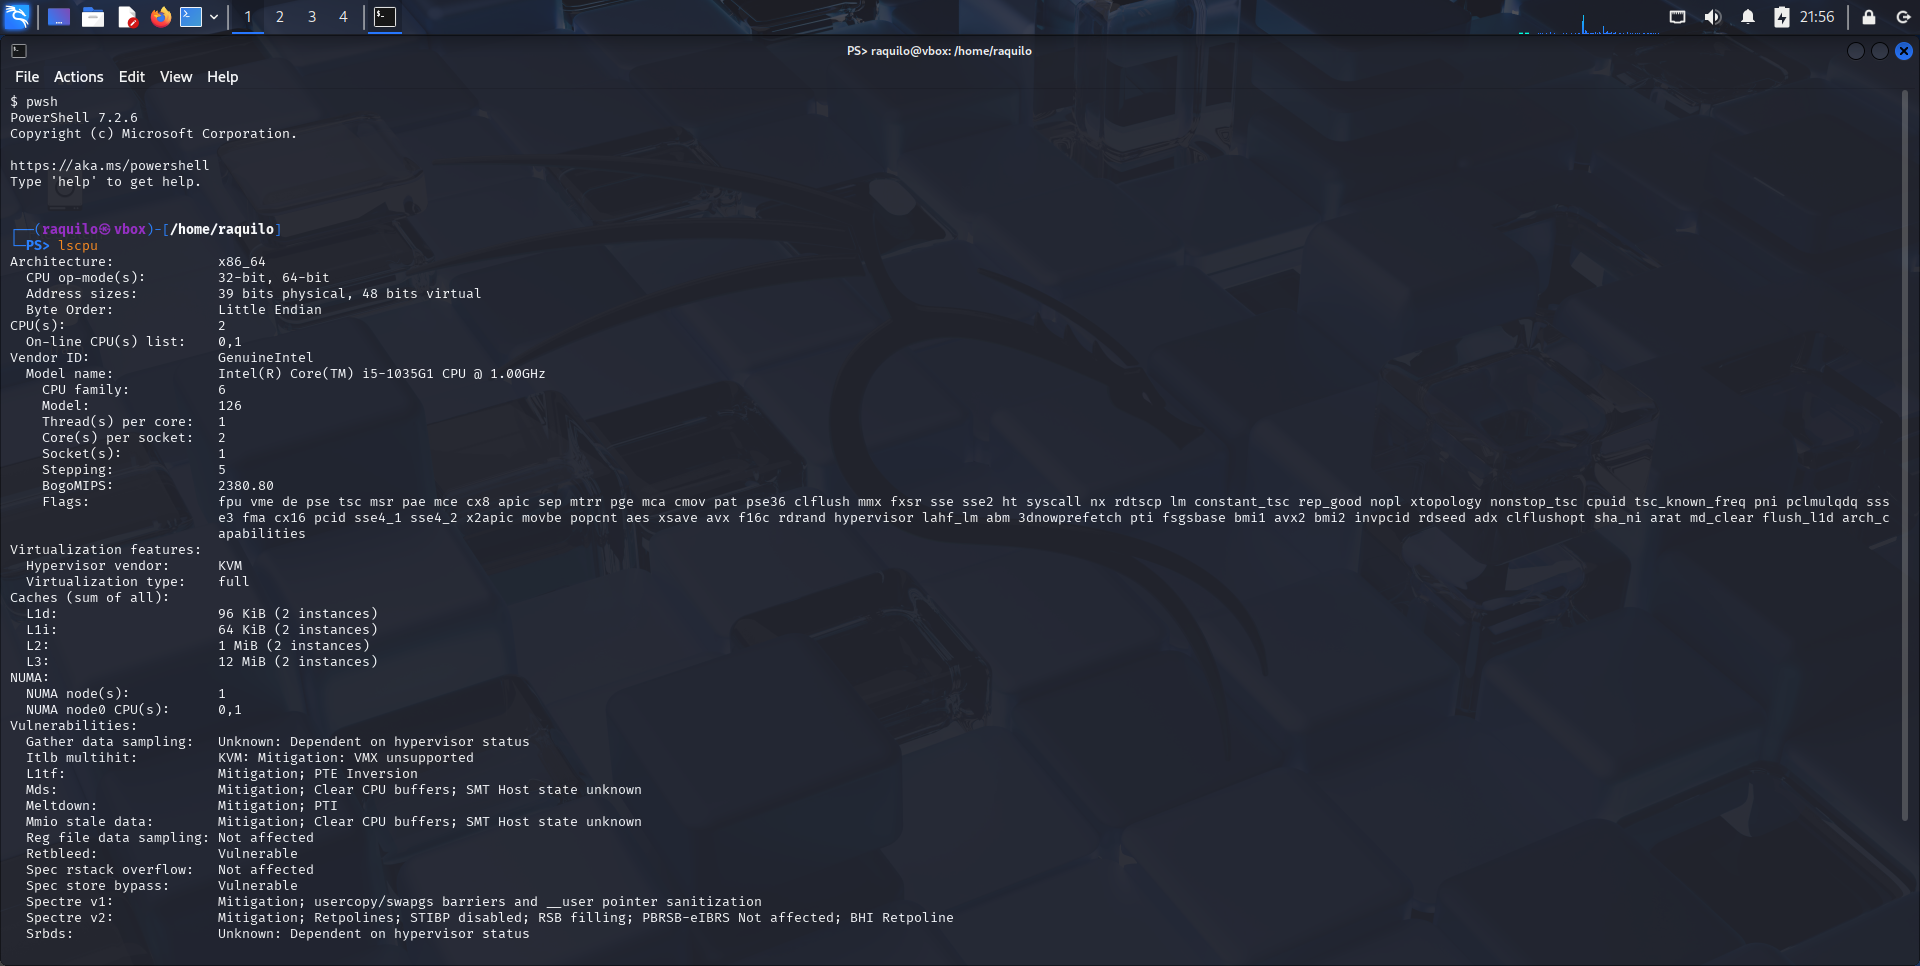 1 2 3 4 21:56
PS> raquilo@vbox: /home/raquilo
File Actions Edit View Help
$ pwsh
PowerShell 7.2.6
Copyright (c) Microsoft Corporation.
https://aka.ms/powershell
Type 'help' to get help.
┌──(raquilo㉿vbox)-[/home/raquilo]
└─PS> lscpu
Architecture: x86_64
CPU op-mode(s): 32-bit, 64-bit
Address sizes: 39 bits physical, 48 bits virtual
Byte Order: Little Endian
CPU(s): 2
On-line CPU(s) list: 0,1
Vendor ID: GenuineIntel
Model name: Intel(R) Core(TM) i5-1035G1 CPU @ 1.00GHz
CPU family: 6
Model: 126
Thread(s) per core: 1
Core(s) per socket: 2
Socket(s): 1
Stepping: 5
BogoMIPS: 2380.80
Flags: fpu vme de pse tsc msr pae mce cx8 apic sep mtrr pge mca cmov pat pse36 clflush mmx fxsr sse sse2 ht syscall nx rdtscp lm constant_tsc rep_good nopl xtopology nonstop_tsc cpuid tsc_known_freq pni pclmulqdq sss
e3 fma cx16 pcid sse4_1 sse4_2 x2apic movbe popcnt aes xsave avx f16c rdrand hypervisor lahf_lm abm 3dnowprefetch pti fsgsbase bmi1 avx2 bmi2 invpcid rdseed adx clflushopt sha_ni arat md_clear flush_l1d arch_c
apabilities
Virtualization features:
Hypervisor vendor: KVM
Virtualization type: full
Caches (sum of all):
L1d: 96 KiB (2 instances)
L1i: 64 KiB (2 instances)
L2: 1 MiB (2 instances)
L3: 12 MiB (2 instances)
NUMA:
NUMA node(s): 1
NUMA node0 CPU(s): 0,1
Vulnerabilities:
Gather data sampling: Unknown: Dependent on hypervisor status
Itlb multihit: KVM: Mitigation: VMX unsupported
L1tf: Mitigation; PTE Inversion
Mds: Mitigation; Clear CPU buffers; SMT Host state unknown
Meltdown: Mitigation; PTI
Mmio stale data: Mitigation; Clear CPU buffers; SMT Host state unknown
Reg file data sampling: Not affected
Retbleed: Vulnerable
Spec rstack overflow: Not affected
Spec store bypass: Vulnerable
Spectre v1: Mitigation; usercopy/swapgs barriers and __user pointer sanitization
Spectre v2: Mitigation; Retpolines; STIBP disabled; RSB filling; PBRSB-eIBRS Not affected; BHI Retpoline
Srbds: Unknown: Dependent on hypervisor status